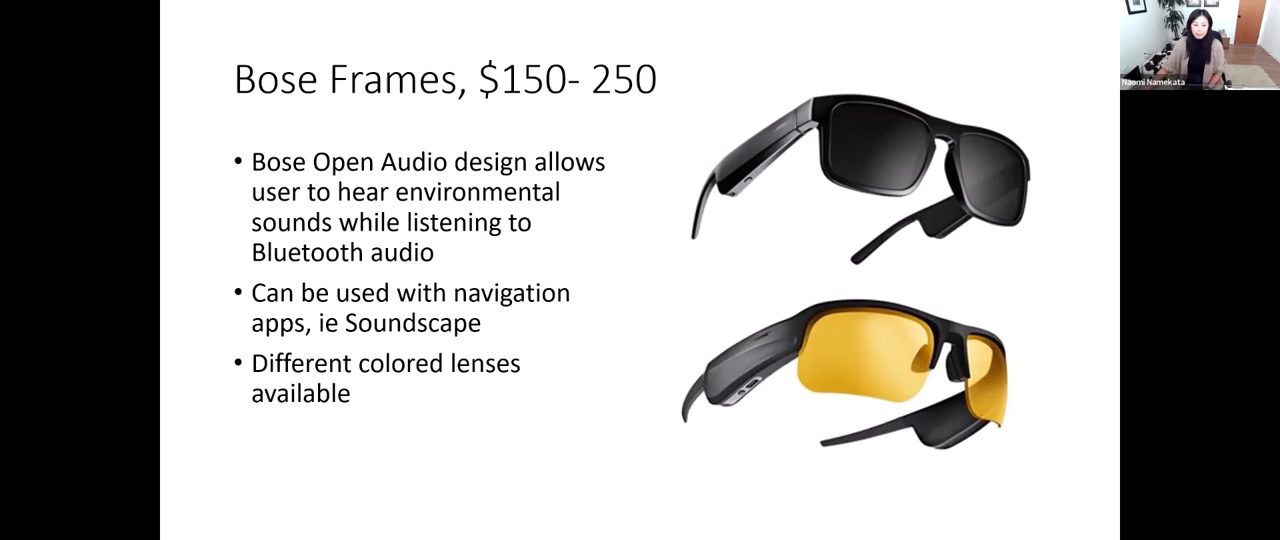 Bose Frames, $150- 250
• Bose Open Audio design allows
user to hear environmental
sounds while listening to
Bluetooth audio
• Can be used with navigation
apps, ie Soundscape
• Different colored lenses
available
Naomi Namekata